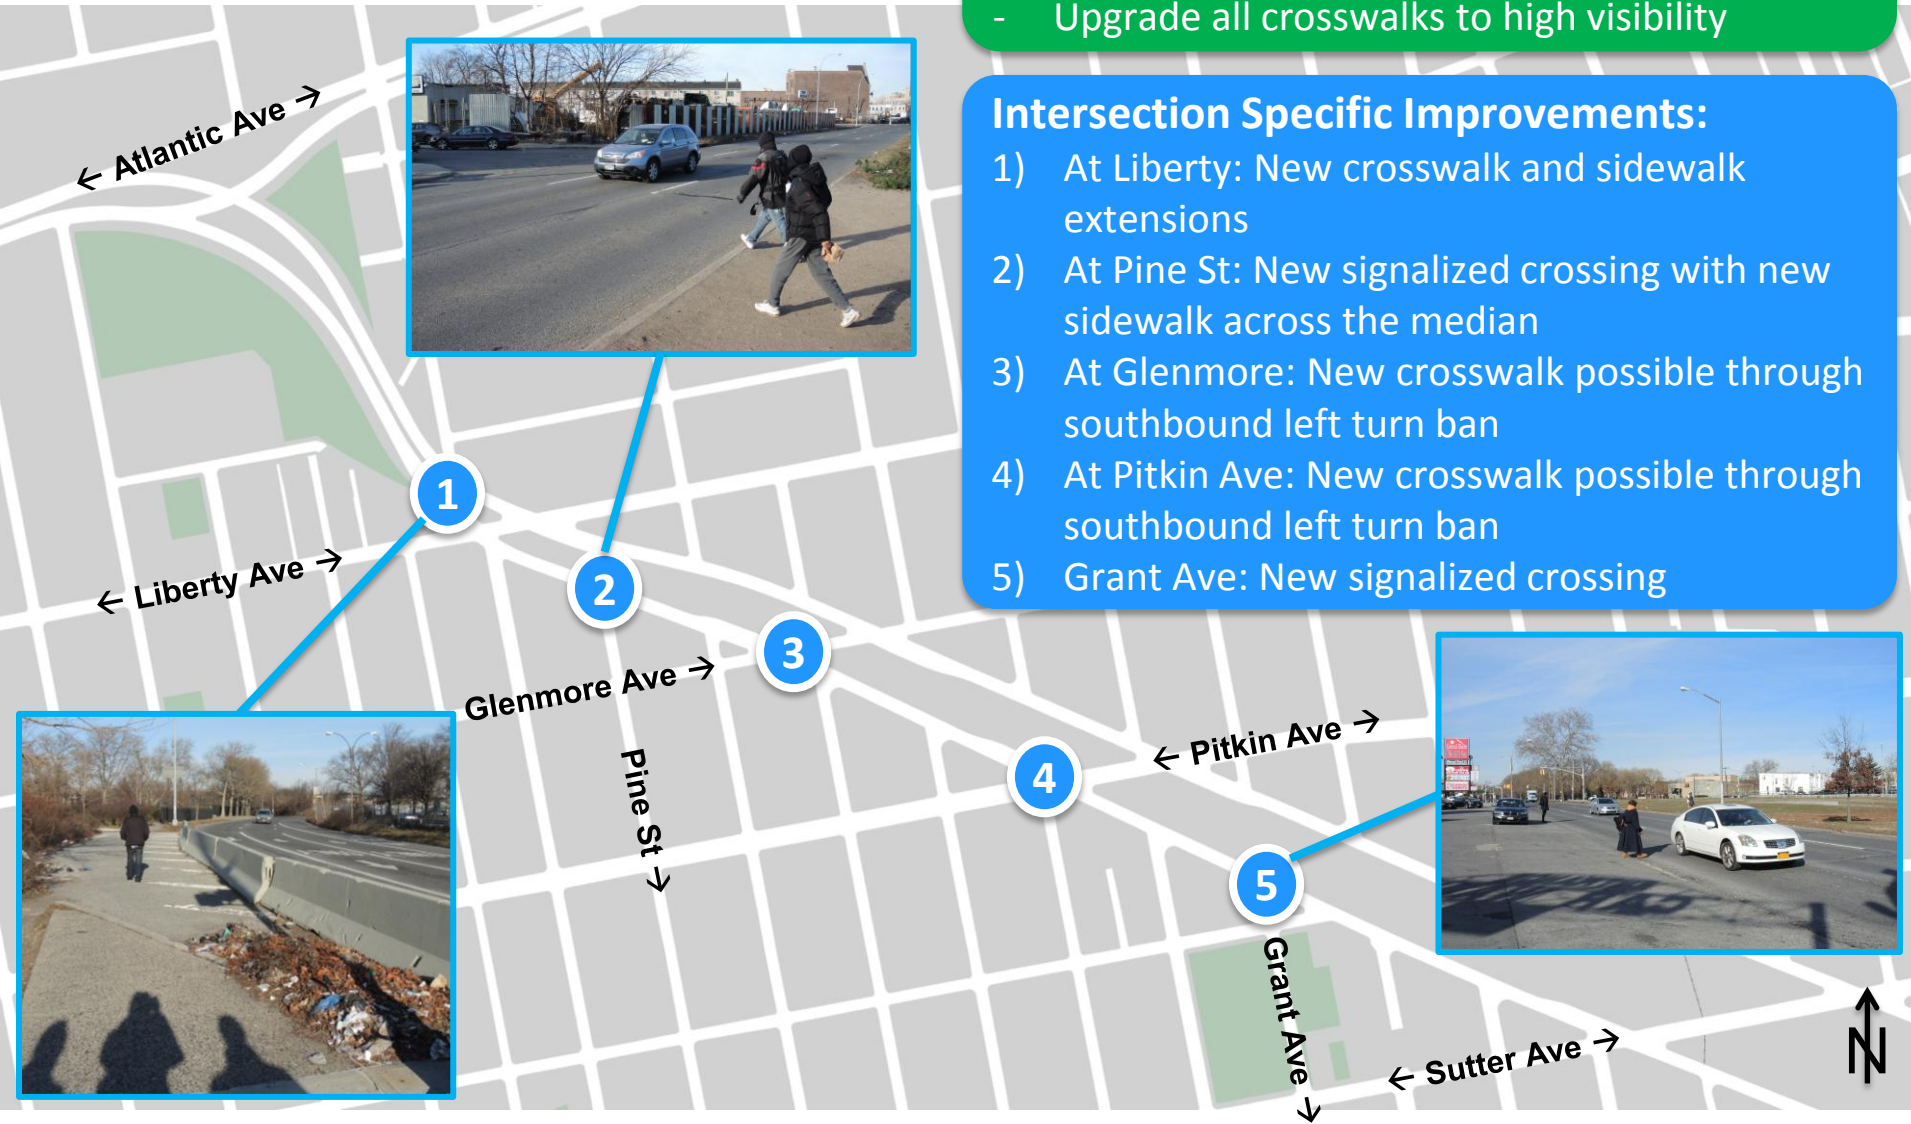 - Upgrade all crosswalks to high visibility
Intersection Specific Improvements:
1) At Liberty: New crosswalk and sidewalk
extensions
2) At Pine St: New signalized crossing with new
sidewalk across the median
3) At Glenmore: New crosswalk possible through
southbound left turn ban
4) At Pitkin Ave: New crosswalk possible through
southbound left turn ban
5) Grant Ave: New signalized crossing
← Atlantic Ave →
1
← Liberty Ave →
2
3
Glenmore Ave →
Pine St →
4
← Pitkin Ave →
5
Grant Ave →
← Sutter Ave →
N